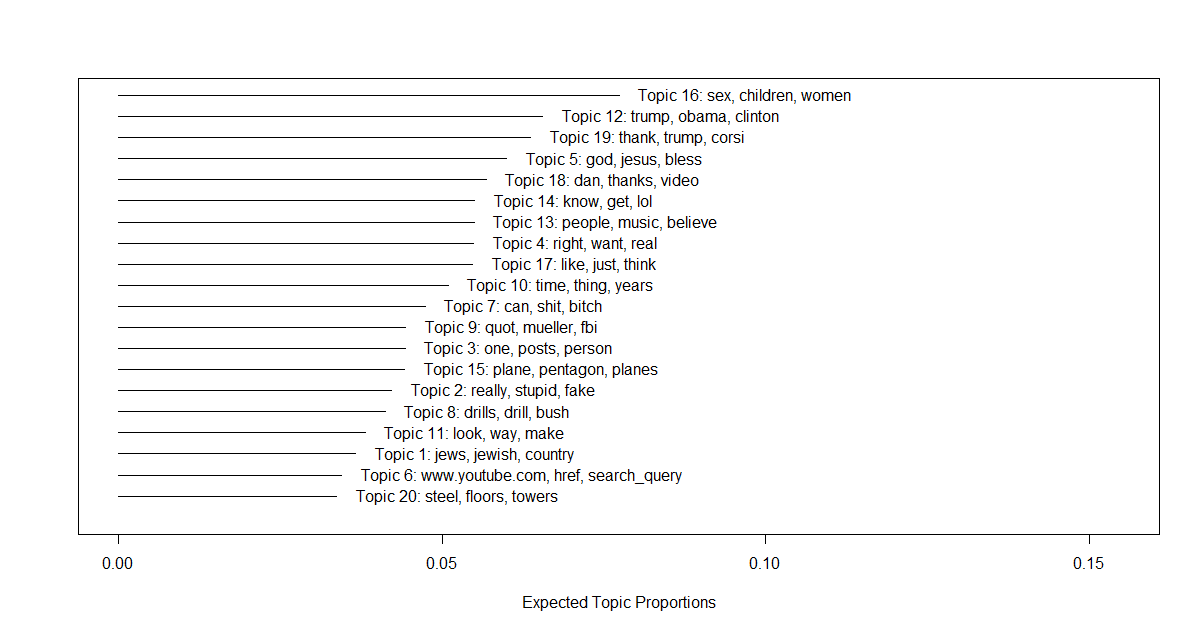 Topic 16: sex, children, women
Topic 12: trump, obama, clinton
Topic 19: thank, trump, corsi
Topic 5: god, jesus, bless
Topic 18: dan, thanks, video
Topic 14: know, get, lol
Topic 13: people, music, believe
Topic 4: right, want, real
Topic 17: like, just, think
Topic 10: time, thing, years
Topic 7: can, shit, bitch
Topic 9: quot, mueller, fbi
Topic 3: one, posts, person
Topic 15: plane, pentagon, planes
Topic 2: really, stupid, fake
Topic 8: drills, drill, bush
Topic 11: look, way, make
Topic 1: jews, jewish, country
Topic 6: www.youtube.com, href, search_query
Topic 20: steel, floors, towers
0.00 0.05 0.10 0.15
Expected Topic Proportions